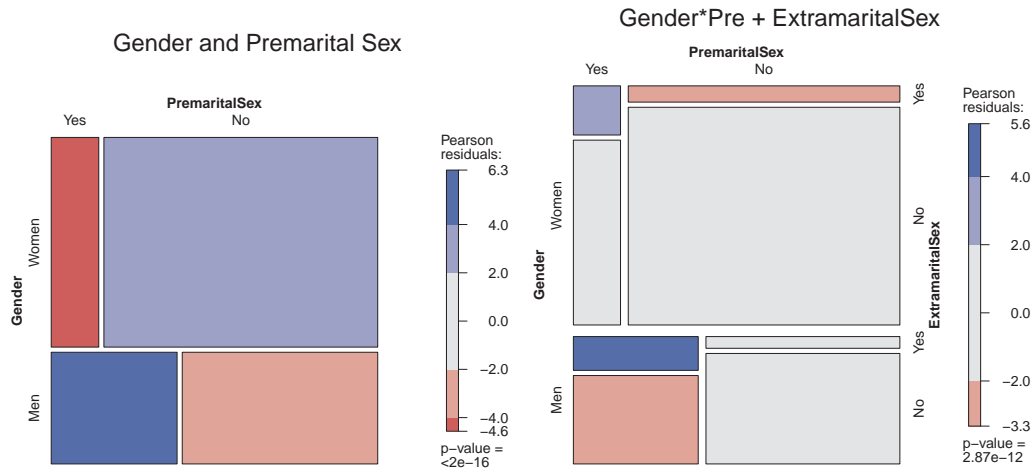 Gender and Premarital Sex
PremaritalSex
Yes
No
Gender
Women
Men
Pearson
residuals:
6.3
4.0
2.0
0.0
−2.0
−4.0
−4.6
p−value =
<2e−16
Gender*Pre + ExtramaritalSex
PremaritalSex
Yes
No
Gender
Women
Men
ExtramaritalSex
Yes
No
Yes
No
Pearson
residuals:
5.6
4.0
2.0
0.0
−2.0
−3.3
p−value =
2.87e−12